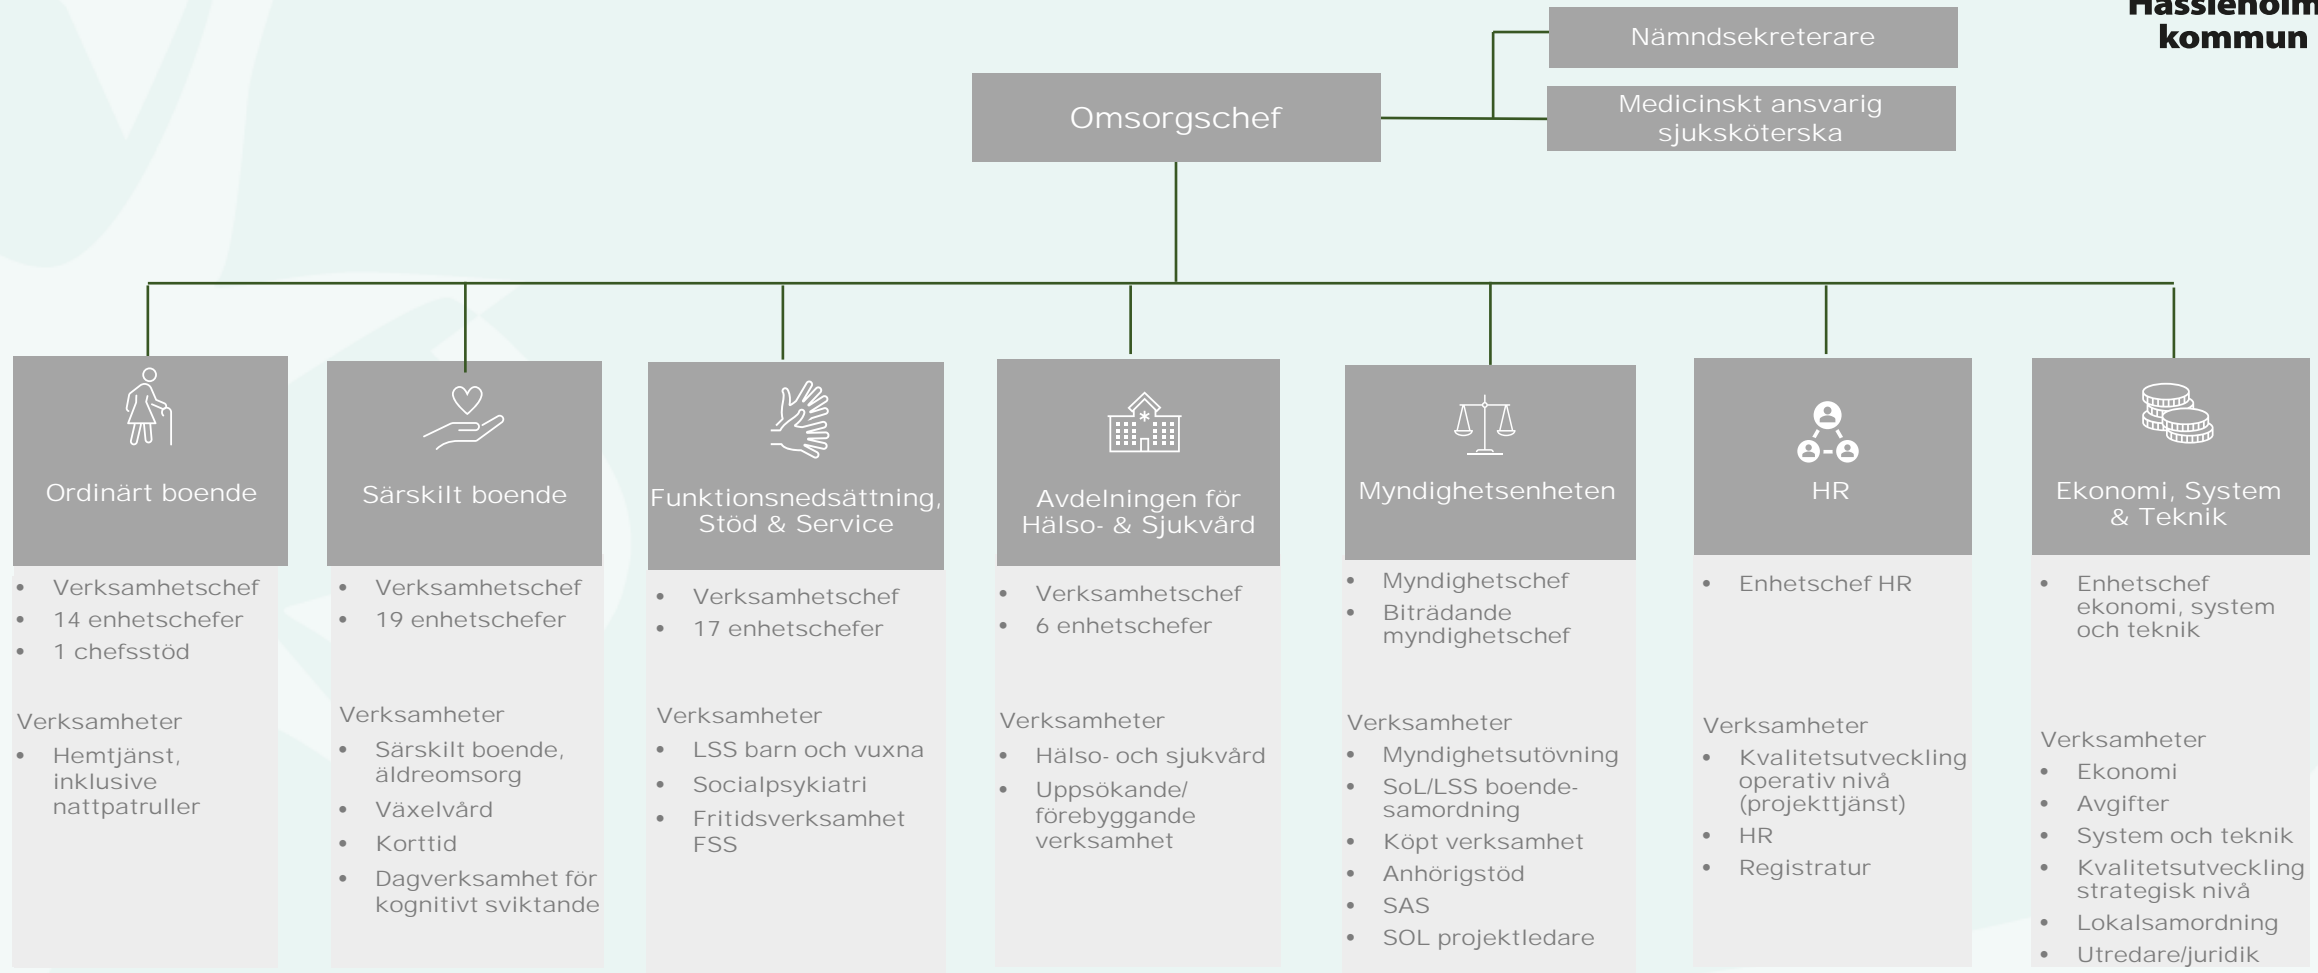 Hässleholms
kommun
Nämndsekreterare
Medicinskt ansvarig
sjuksköterska
Omsorgschef
Ordinärt boende
• Verksamhetschef
• 14 enhetschefer
• 1 chefsstöd
Verksamheter
• Hemtjänst,
inklusive
nattpatruller
Särskilt boende
• Verksamhetschef
• 19 enhetschefer
Verksamheter
• Särskilt boende,
äldreomsorg
• Växelvård
• Korttid
• Dagverksamhet för
kognitivt sviktande
Funktionsnedsättning,
Stöd & Service
• Verksamhetschef
• 17 enhetschefer
Verksamheter
• LSS barn och vuxna
• Socialpsykiatri
• Fritidsverksamhet
FSS
Avdelningen för
Hälso- & Sjukvård
• Verksamhetschef
• 6 enhetschefer
Verksamheter
• Hälso- och sjukvård
• Uppsökande/
förebyggande
verksamhet
Myndighetsenheten
• Myndighetschef
• Biträdande
myndighetschef
Verksamheter
• Myndighetsutövning
• SoL/LSS boende-
samordning
• Köpt verksamhet
• Anhörigstöd
• SAS
• SOL projektledare
HR
• Enhetschef HR
Verksamheter
• Kvalitetsutveckling
operativ nivå
(projekttjänst)
• HR
• Registratur
Ekonomi, System
& Teknik
• Enhetschef
ekonomi, system
och teknik
Verksamheter
• Ekonomi
• Avgifter
• System och teknik
• Kvalitetsutveckling
strategisk nivå
• Lokalsamordning
• Utredare/juridik